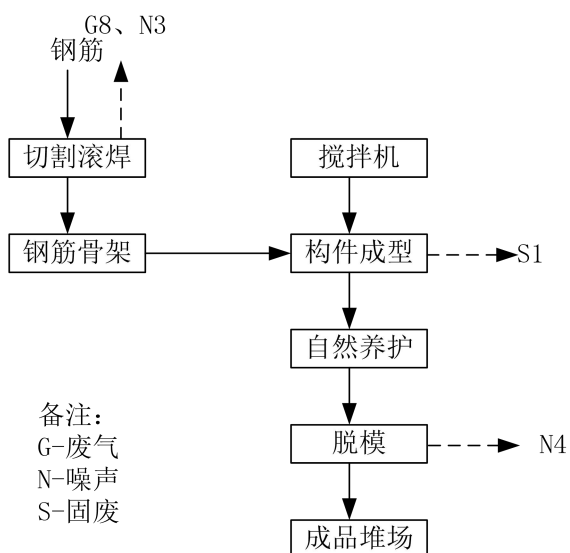 G8、N3
钢筋
切割滚焊
搅拌机
钢筋骨架
构件成型
S1
自然养护
备注：
G-废气
脱模
N4
N-噪声
S-固废
成品堆场